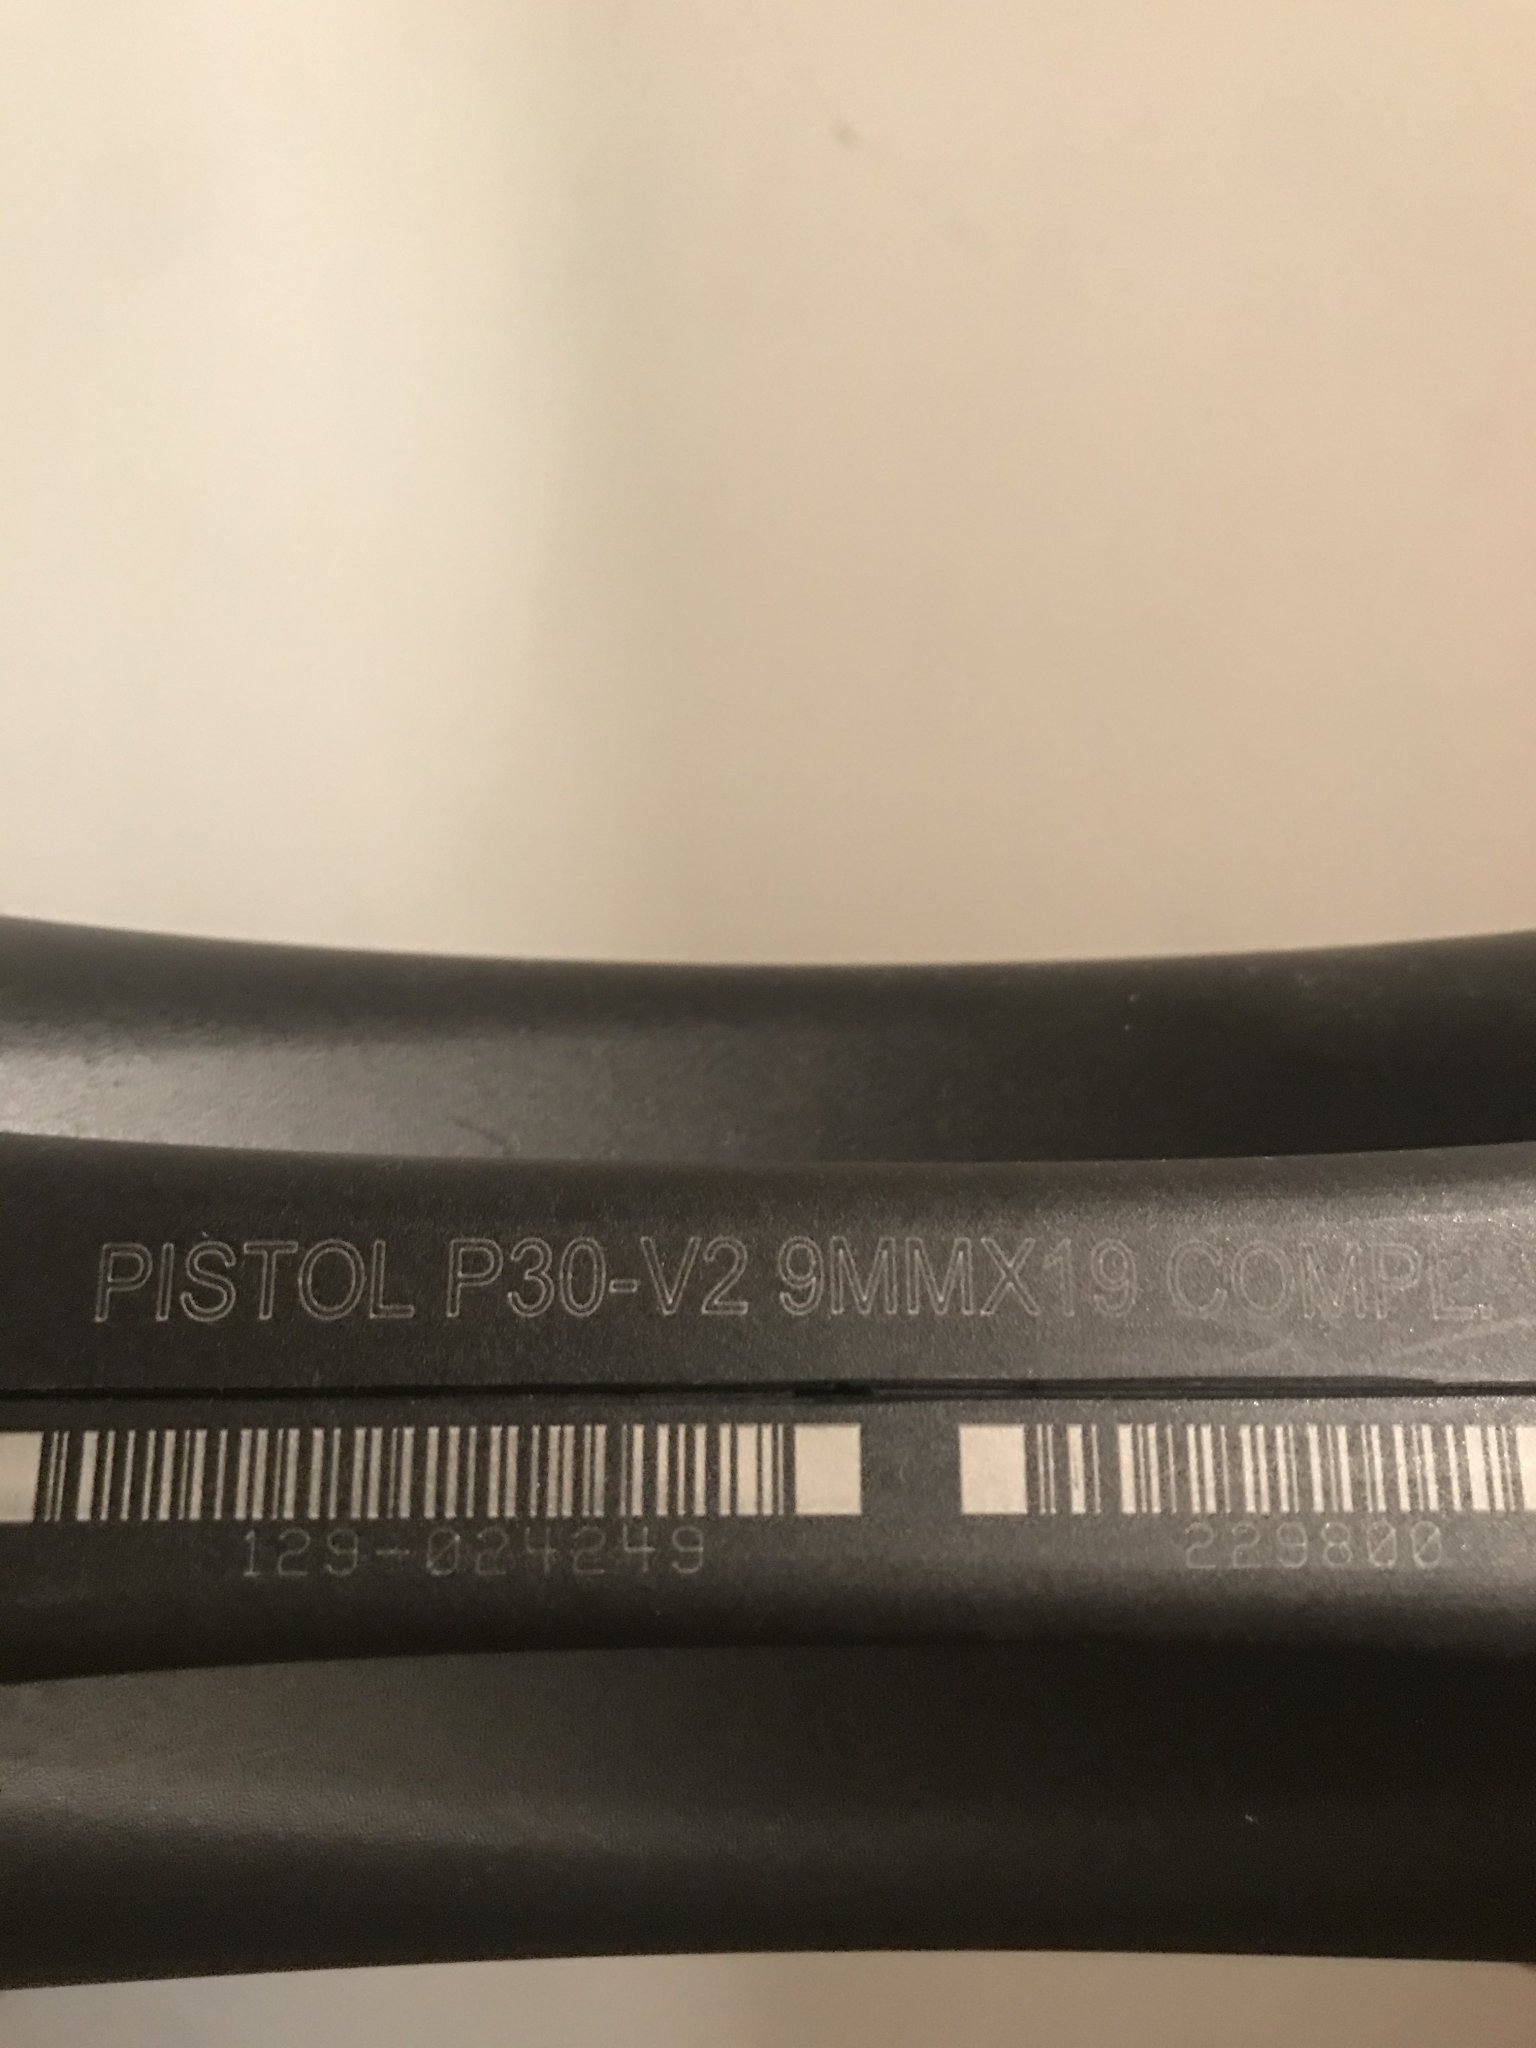 PISTOL P30-V2 9MMX19 COMPL.
129-024249 229800